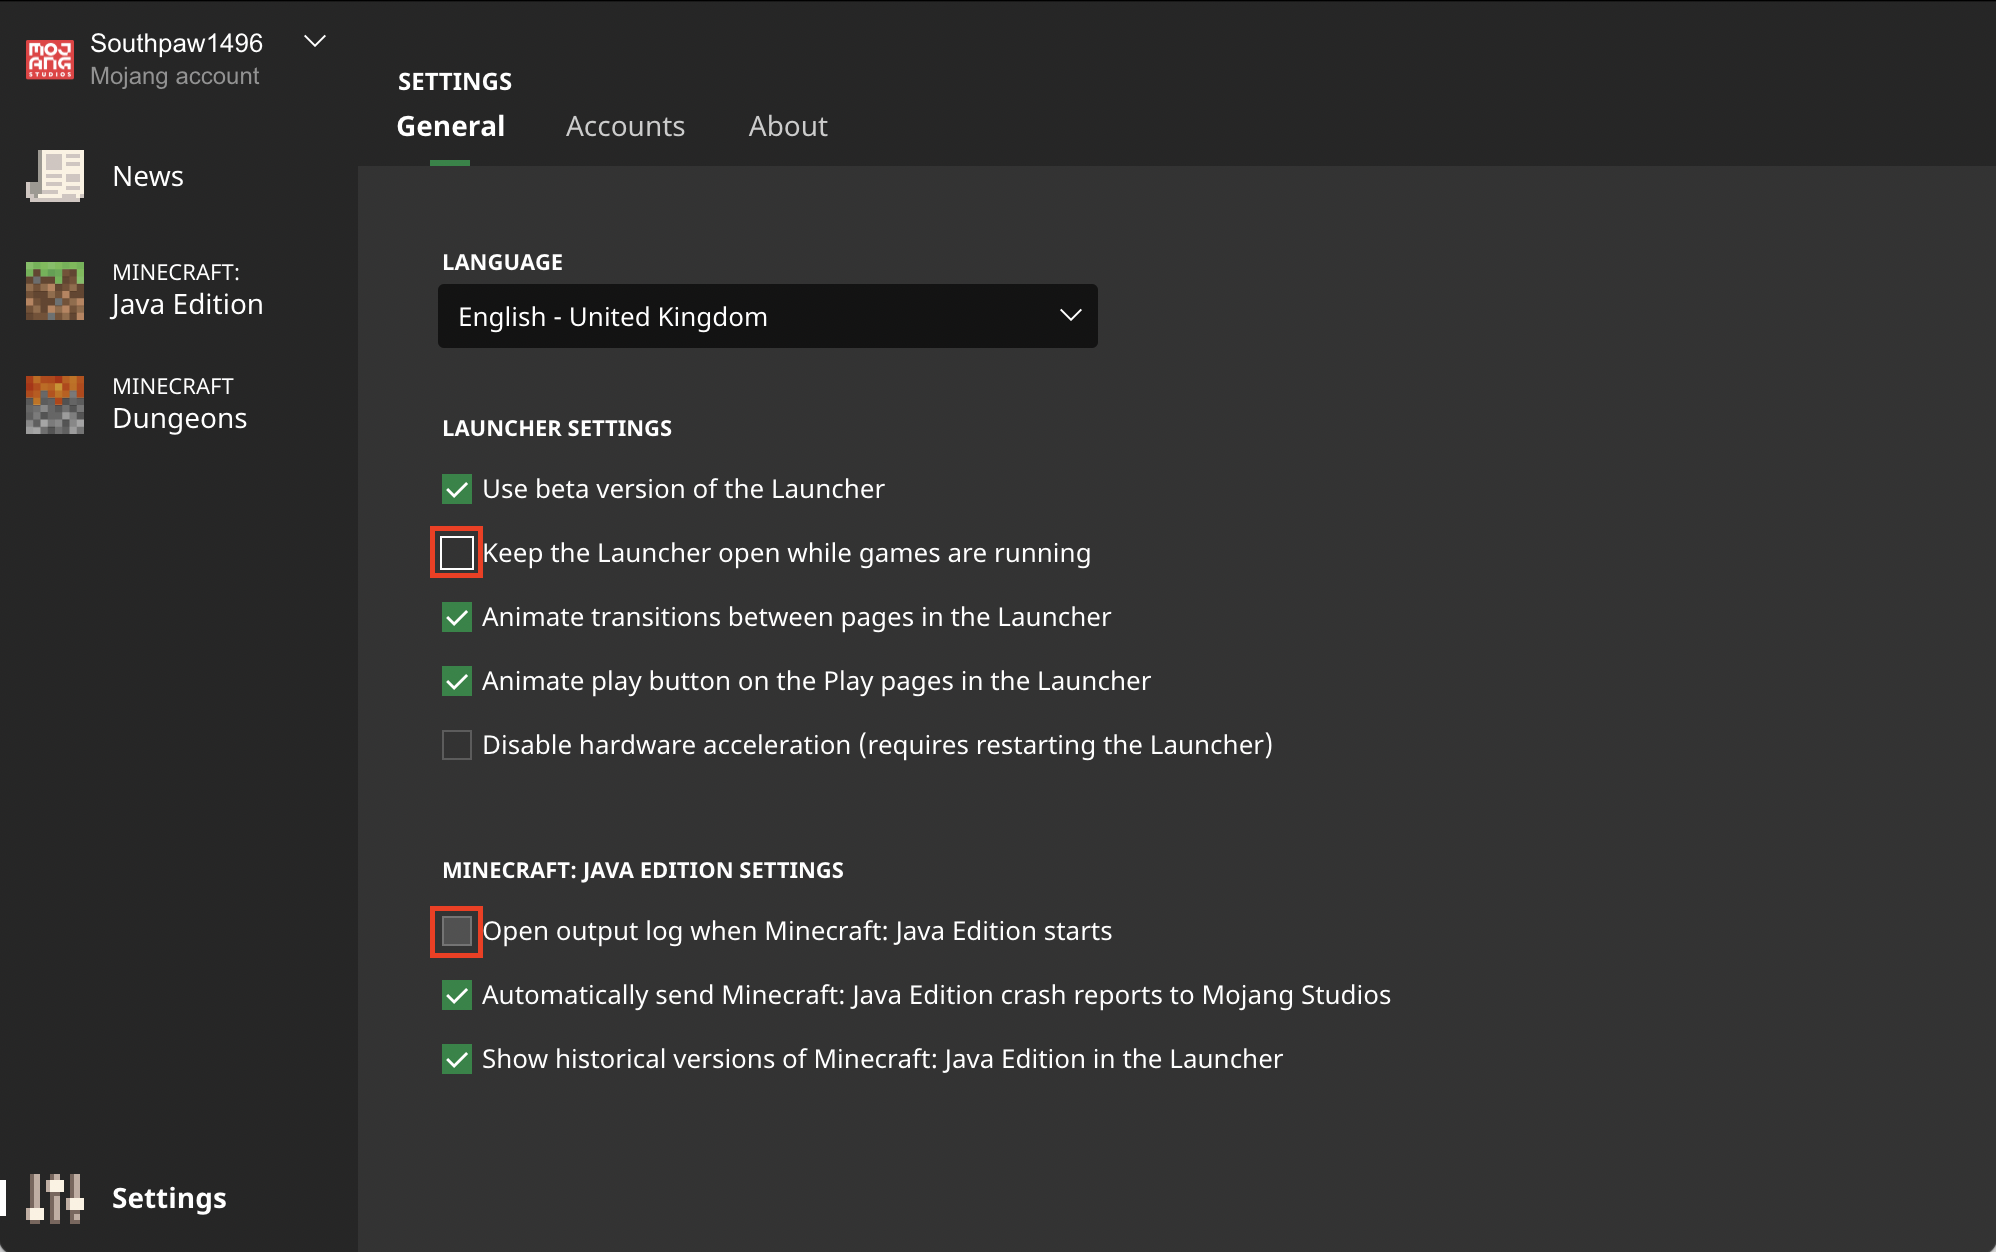 MOJ
ANG
STUDIOS
Southpaw1496
Mojang account
News
MINECRAFT:
Java Edition
MINECRAFT
Dungeons
Settings
SETTINGS
General
Accounts
About
LANGUAGE
English - United Kingdom
LAUNCHER SETTINGS
Use beta version of the Launcher
Keep the Launcher open while games are running
Animate transitions between pages in the Launcher
Animate play button on the Play pages in the Launcher
Disable hardware acceleration (requires restarting the Launcher)
MINECRAFT: JAVA EDITION SETTINGS
Open output log when Minecraft: Java Edition starts
Automatically send Minecraft: Java Edition crash reports to Mojang Studios
Show historical versions of Minecraft: Java Edition in the Launcher